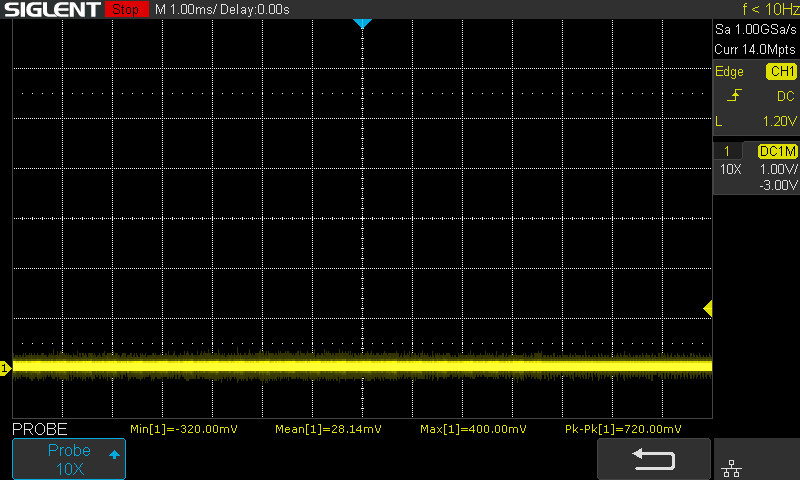 SIGLENT Stop M 1.00ms/ Delay:0.00s f < 10Hz
Sa 1.00GSa/s
Curr 14.0Mpts
Edge CH1
DC
L 1.20V
1 DC1M
10X 1.00V/
-3.00V
1
PROBE Min[1]=-320.00mV Mean[1]=28.14mV Max[1]=400.00mV Pk-Pk[1]=720.00mV
Probe
10X